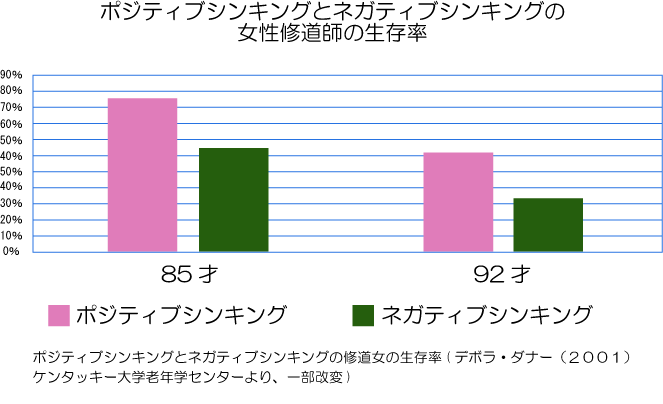 ポジティブシンキングとネガティブシンキングの
女性修道師の生存率
90%
80%
70%
60%
50%
40%
30%
20%
10%
0%
85才
92才
ポジティブシンキング
ネガティブシンキング
ポジティブシンキングとネガティブシンキングの修道女の生存率(デボラ・ダナー（２００１）
ケンタッキー大学老年学センターより、一部改変)